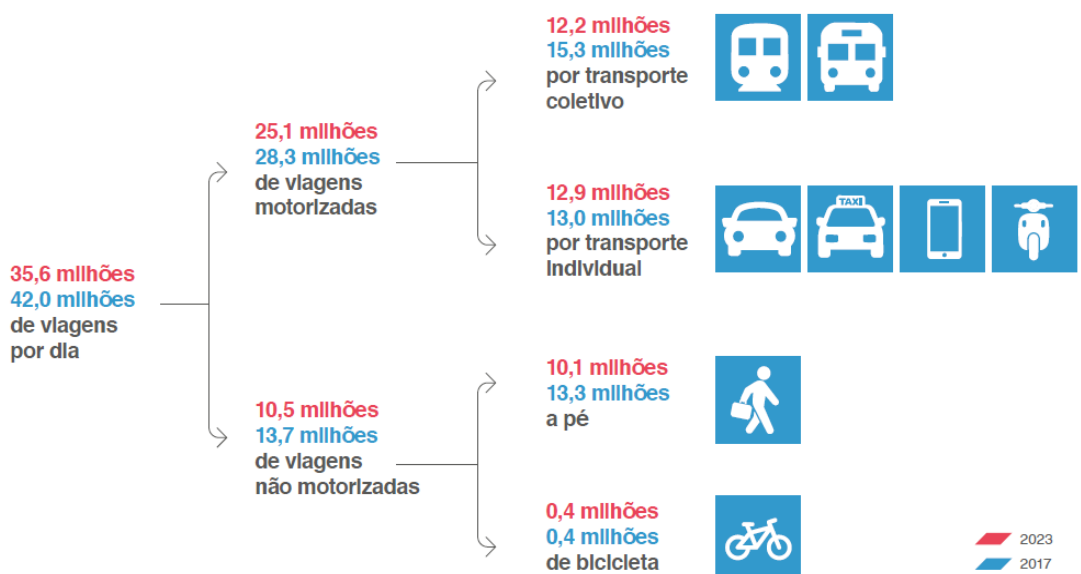 12,2 milhões
15,3 milhões
por transporte
coletivo
25,1 milhões
28,3 milhões
de viagens
motorizadas
12,9 milhões
13,0 milhões
por transporte
individual
TAXI
35,6 milhões
42,0 milhões
de viagens
por dia
10,1 milhões
13,3 milhões
a pé
10,5 milhões
13,7 milhões
de viagens
não motorizadas
0,4 milhões
0,4 milhões
de bicicleta
2023
2017